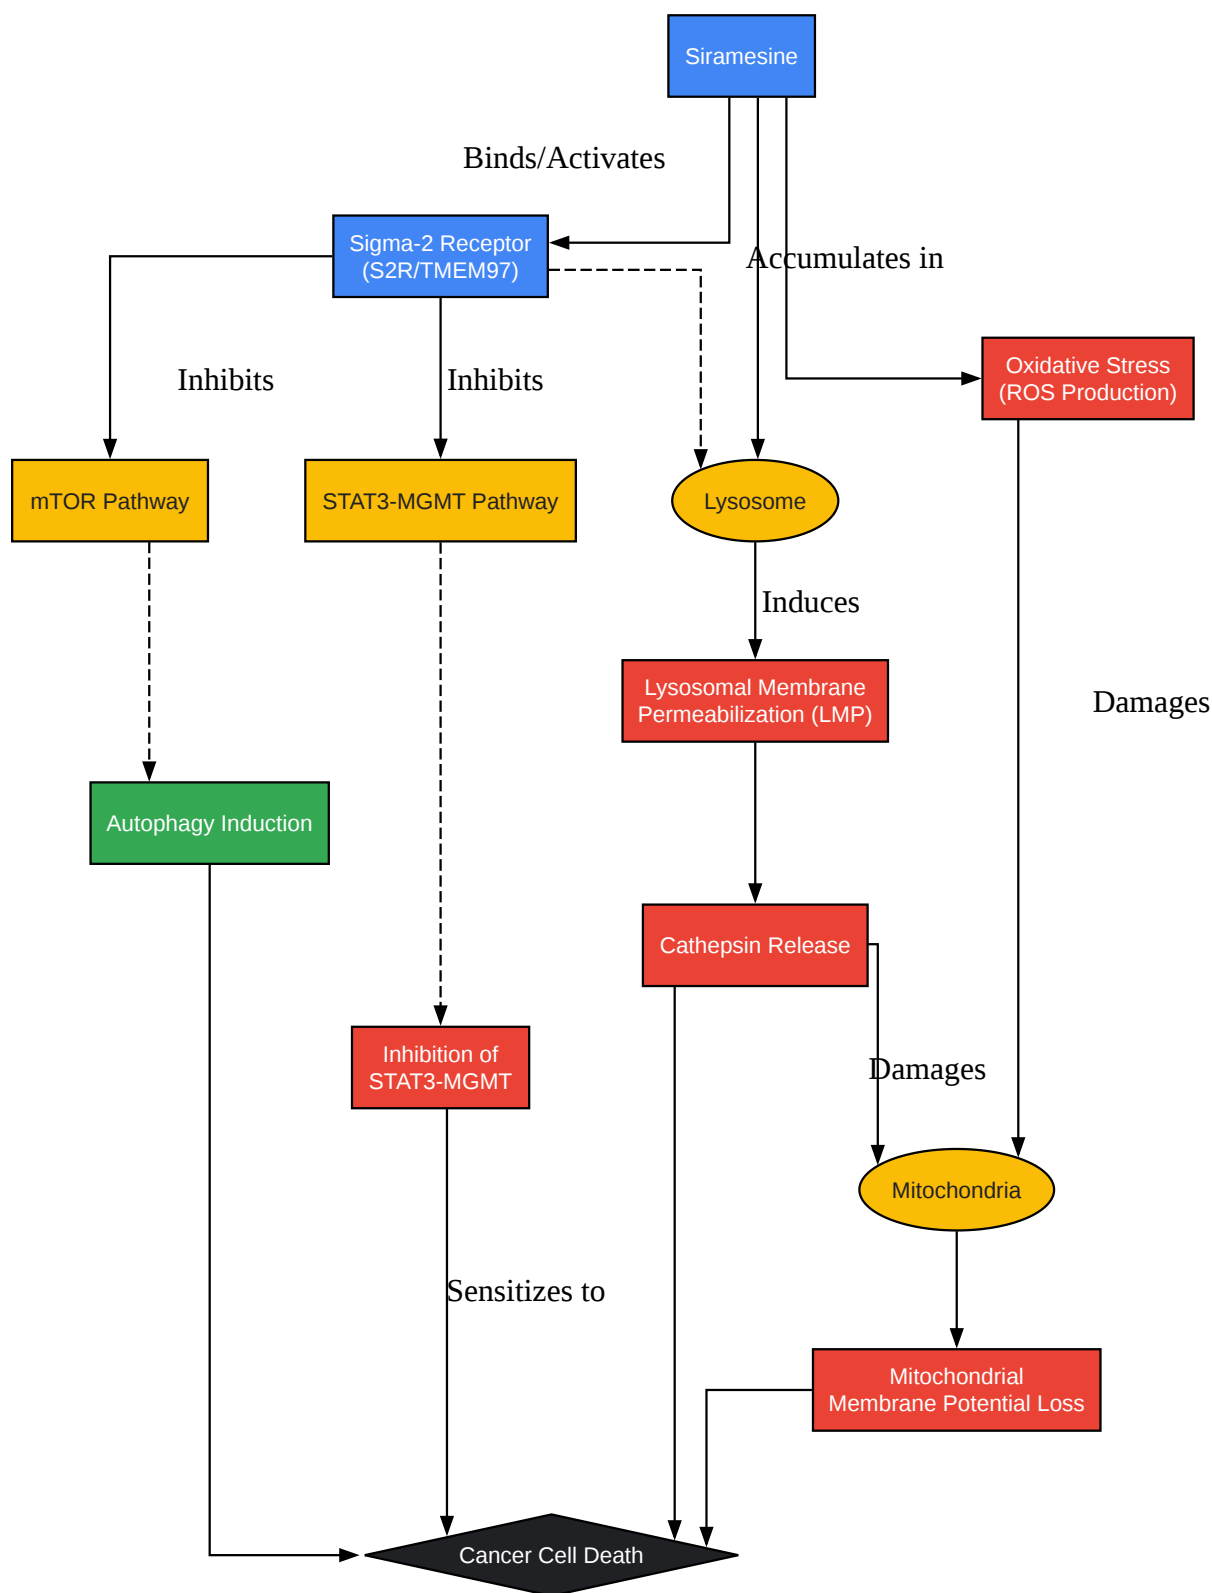 Siramesine
Binds/Activates
Sigma-2 Receptor
(S2R/TMEM97)
Accumulates in
Oxidative Stress
(ROS Production)
Inhibits
Inhibits
mTOR Pathway
STAT3-MGMT Pathway
Lysosome
Induces
Lysosomal Membrane
Permeabilization (LMP)
Damages
Autophagy Induction
Cathepsin Release
Inhibition of
STAT3-MGMT
Damages
Mitochondria
Sensitizes to
Mitochondrial
Membrane Potential Loss
Cancer Cell Death